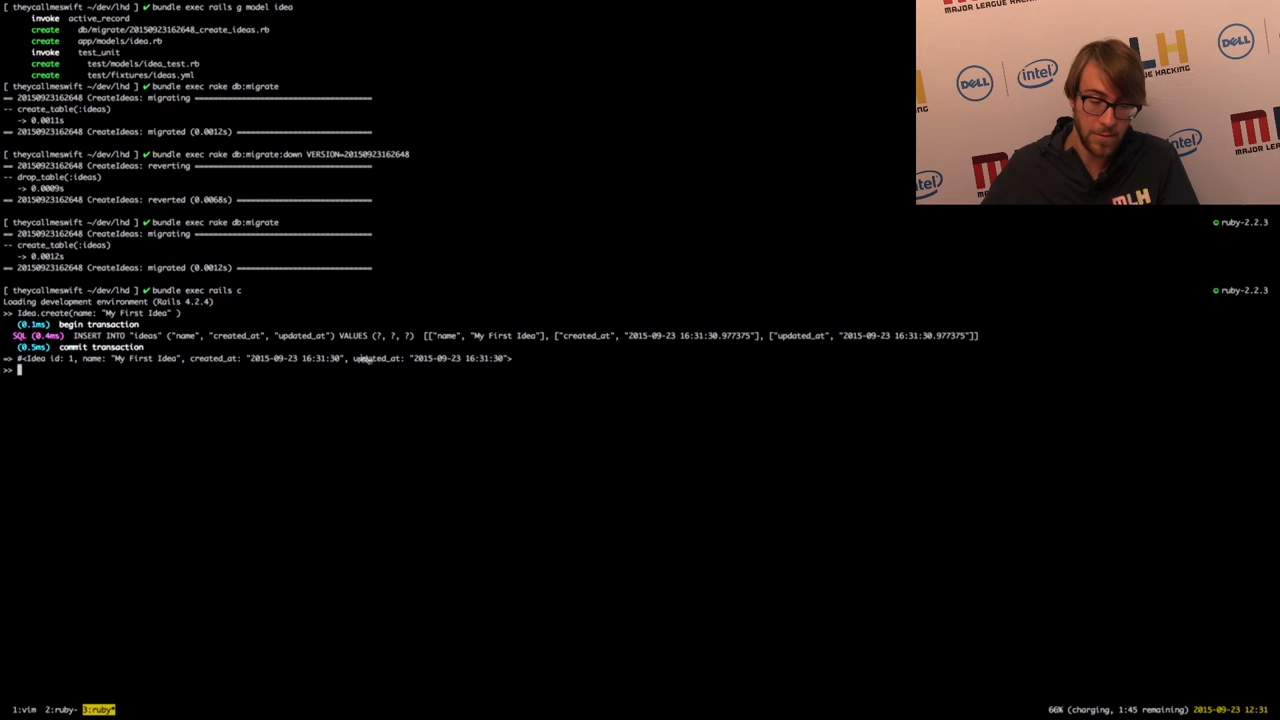 [ theycallmeswift ~/dev/lhd ] ✔ bundle exec rails g model idea
invoke active_record
create db/migrate/20150923162648_create_ideas.rb
create app/models/idea.rb
invoke test_unit
create test/models/idea_test.rb
create test/fixtures/ideas.yml
[ theycallmeswift ~/dev/lhd ] ✔ bundle exec rake db:migrate
== 20150923162648 CreateIdeas: migrating ======================================
-- create_table(:ideas)
-> 0.0011s
== 20150923162648 CreateIdeas: migrated (0.0012s) =============================
[ theycallmeswift ~/dev/lhd ] ✔ bundle exec rake db:migrate:down VERSION=20150923162648
== 20150923162648 CreateIdeas: reverting ======================================
-- drop_table(:ideas)
-> 0.0009s
== 20150923162648 CreateIdeas: reverted (0.0068s) =============================
[ theycallmeswift ~/dev/lhd ] ✔ bundle exec rake db:migrate
ruby-2.2.3
== 20150923162648 CreateIdeas: migrating ======================================
-- create_table(:ideas)
-> 0.0012s
== 20150923162648 CreateIdeas: migrated (0.0012s) =============================
[ theycallmeswift ~/dev/lhd ] ✔ bundle exec rails c
ruby-2.2.3
Loading development environment (Rails 4.2.4)
>> Idea.create(name: "My First Idea" )
(0.1ms) begin transaction
SQL (0.4ms) INSERT INTO "ideas" ("name", "created_at", "updated_at") VALUES (?, ?, ?) [["name", "My First Idea"], ["created_at", "2015-09-23 16:31:30.977375"], ["updated_at", "2015-09-23 16:31:30.977375"]]
(0.5ms) commit transaction
=> #<Idea id: 1, name: "My First Idea", created_at: "2015-09-23 16:31:30", updated_at: "2015-09-23 16:31:30">
>>
1:vim 2:ruby- 3:ruby*
66% (charging, 1:45 remaining) 2015-09-23 12:31
MAJOR LEAGUE HACKING
DELL
intel
LH
UE HACKING
DELL
intel
intel
MAJOR LEAG
MLH